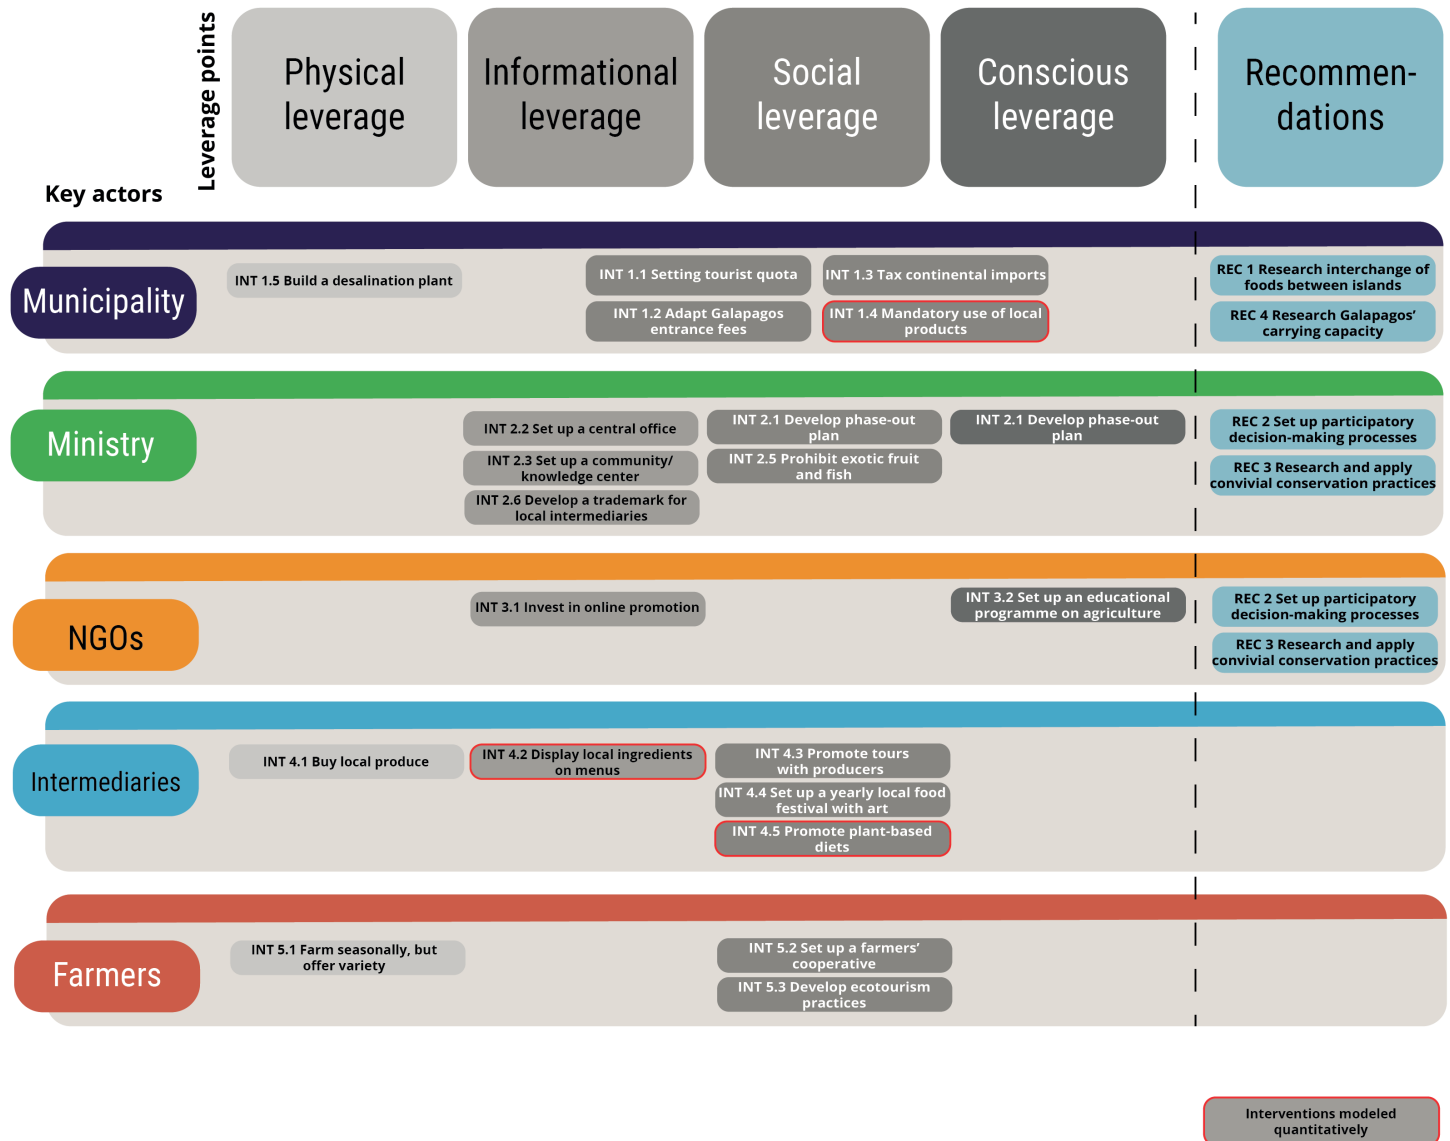 Leverage points
Physical
leverage
Informational
leverage
Social
leverage
Conscious
leverage
Recommen-
dations
Key actors
Municipality
INT 1.5 Build a desalination plant
INT 1.1 Setting tourist quota
INT 1.2 Adapt Galapagos
entrance fees
INT 1.3 Tax continental imports
INT 1.4 Mandatory use of local
products
REC 1 Research interchange of
foods between islands
REC 4 Research Galapagos’
carrying capacity
Ministry
INT 2.2 Set up a central office
INT 2.3 Set up a community/
knowledge center
INT 2.6 Develop a trademark for
local intermediaries
INT 2.1 Develop phase-out
plan
INT 2.5 Prohibit exotic fruit
and fish
INT 2.1 Develop phase-out
plan
REC 2 Set up participatory
decision-making processes
REC 3 Research and apply
convivial conservation practices
NGOs
INT 3.1 Invest in online promotion
INT 3.2 Set up an educational
programme on agriculture
REC 2 Set up participatory
decision-making processes
REC 3 Research and apply
convivial conservation practices
Intermediaries
INT 4.1 Buy local produce
INT 4.2 Display local ingredients
on menus
INT 4.3 Promote tours
with producers
INT 4.4 Set up a yearly local food
festival with art
INT 4.5 Promote plant-based
diets
Farmers
INT 5.1 Farm seasonally, but
offer variety
INT 5.2 Set up a farmers’
cooperative
INT 5.3 Develop ecotourism
practices
Interventions modeled
quantitatively